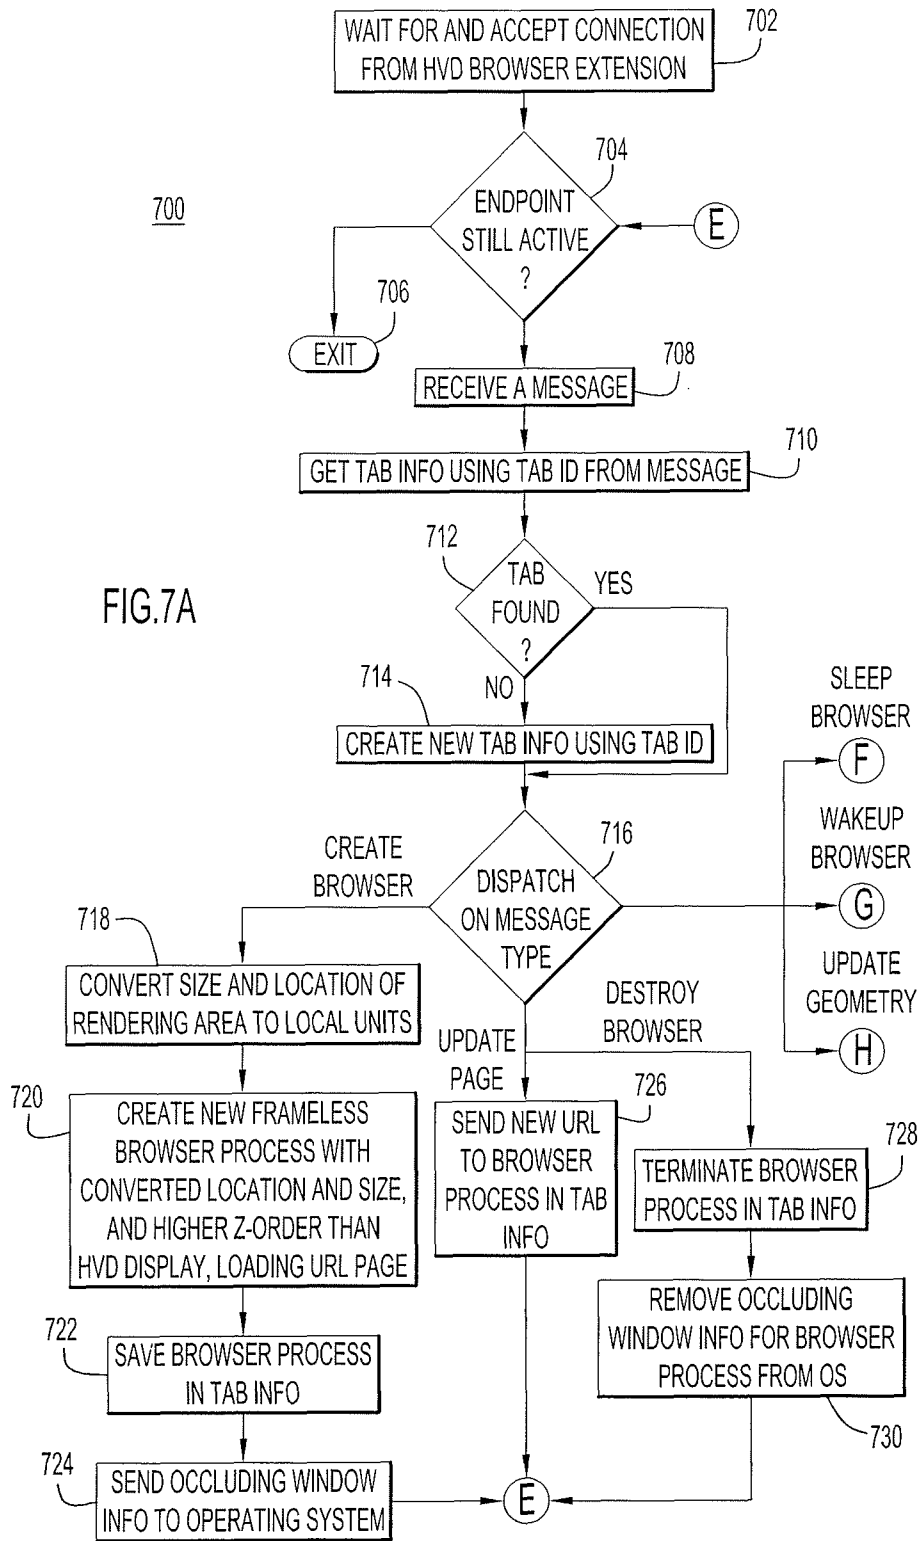 WAIT FOR AND ACCEPT CONNECTION
FROM HVD BROWSER EXTENSION
702
704
ENDPOINT
STILL ACTIVE
?
E
700
706
EXIT
708
RECEIVE A MESSAGE
710
GET TAB INFO USING TAB ID FROM MESSAGE
712
TAB
FOUND
?
YES
NO
FIG.7A
714
CREATE NEW TAB INFO USING TAB ID
SLEEP
BROWSER
F
WAKEUP
BROWSER
G
UPDATE
GEOMETRY
H
716
DISPATCH
ON MESSAGE
TYPE
CREATE
BROWSER
718
CONVERT SIZE AND LOCATION OF
RENDERING AREA TO LOCAL UNITS
UPDATE
PAGE
DESTROY
BROWSER
720
CREATE NEW FRAMELESS
BROWSER PROCESS WITH
CONVERTED LOCATION AND SIZE,
AND HIGHER Z-ORDER THAN
HVD DISPLAY, LOADING URL PAGE
726
SEND NEW URL
TO BROWSER
PROCESS IN TAB
INFO
728
TERMINATE BROWSER
PROCESS IN TAB INFO
722
SAVE BROWSER PROCESS
IN TAB INFO
REMOVE OCCLUDING
WINDOW INFO FOR BROWSER
PROCESS FROM OS
730
724
SEND OCCLUDING WINDOW
INFO TO OPERATING SYSTEM
E